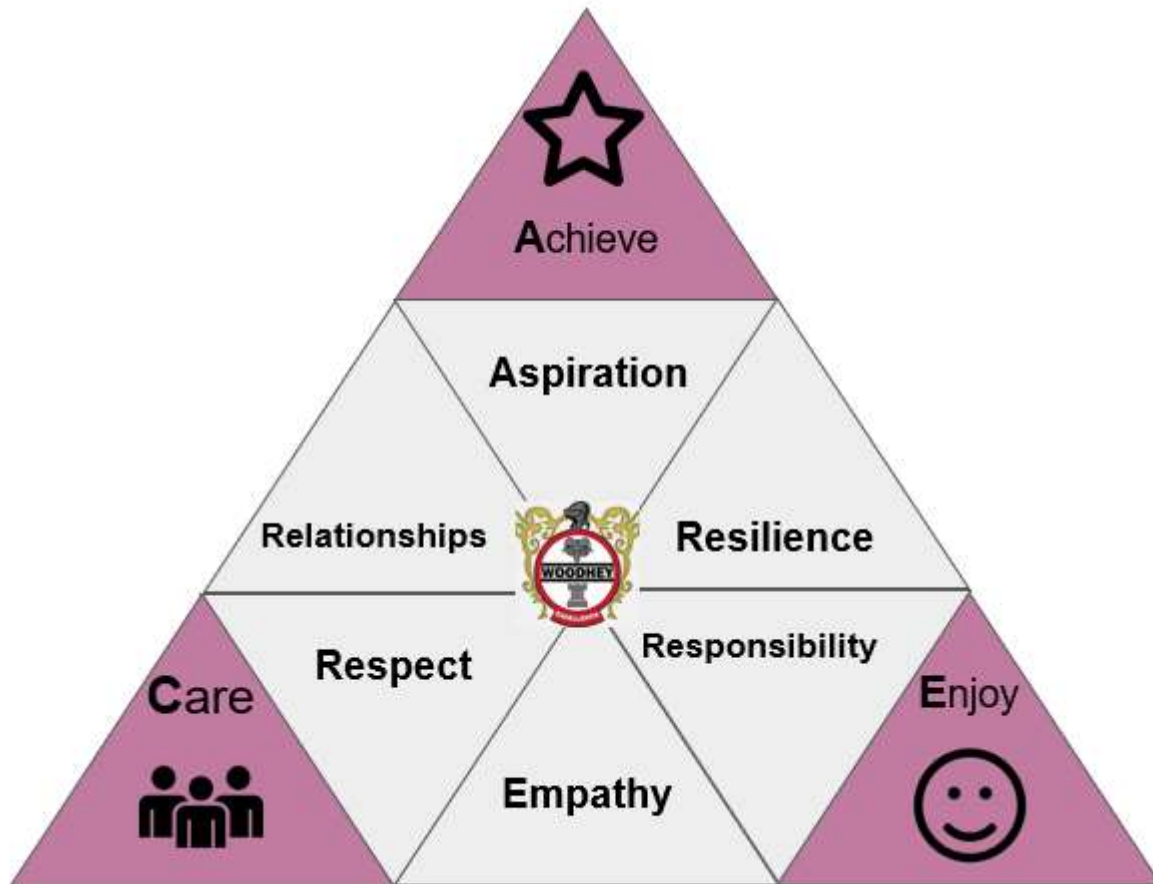 Achieve
Aspiration
Relationships
Resilience
WOODHEY
Respect
Responsibility
Care
Enjoy
Empathy